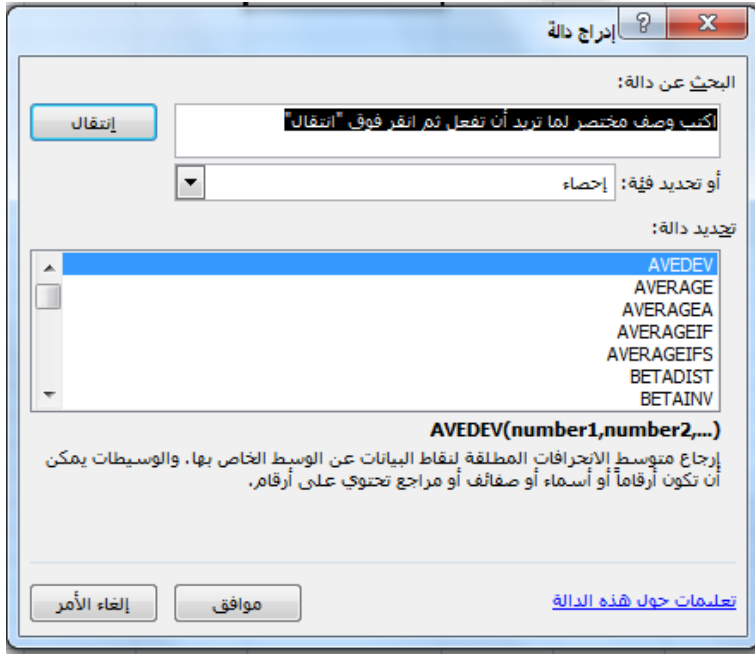 إدراج دالة
البحث عن دالة:
اكتب وصف مختصر لما تريد أن تفعل ثم انقر فوق "انتقال"
إنتقال
أو تحديد فئة: إحصاء
تحديد دالة:
AVEDEV
AVERAGE
AVERAGEA
AVERAGEIF
AVERAGEIFS
BETADIST
BETAINV
AVEDEV(number1,number2,...)
إرجاع متوسط الانحرافات المطلقة لنقاط البيانات عن الوسط الخاص بها. والوسيطات يمكن
أن تكون أرقاماً أو أسماء أو صفائف أو مراجع تحتوي على أرقام.
تعليمات حول هذه الدالة
موافق
إلغاء الأمر